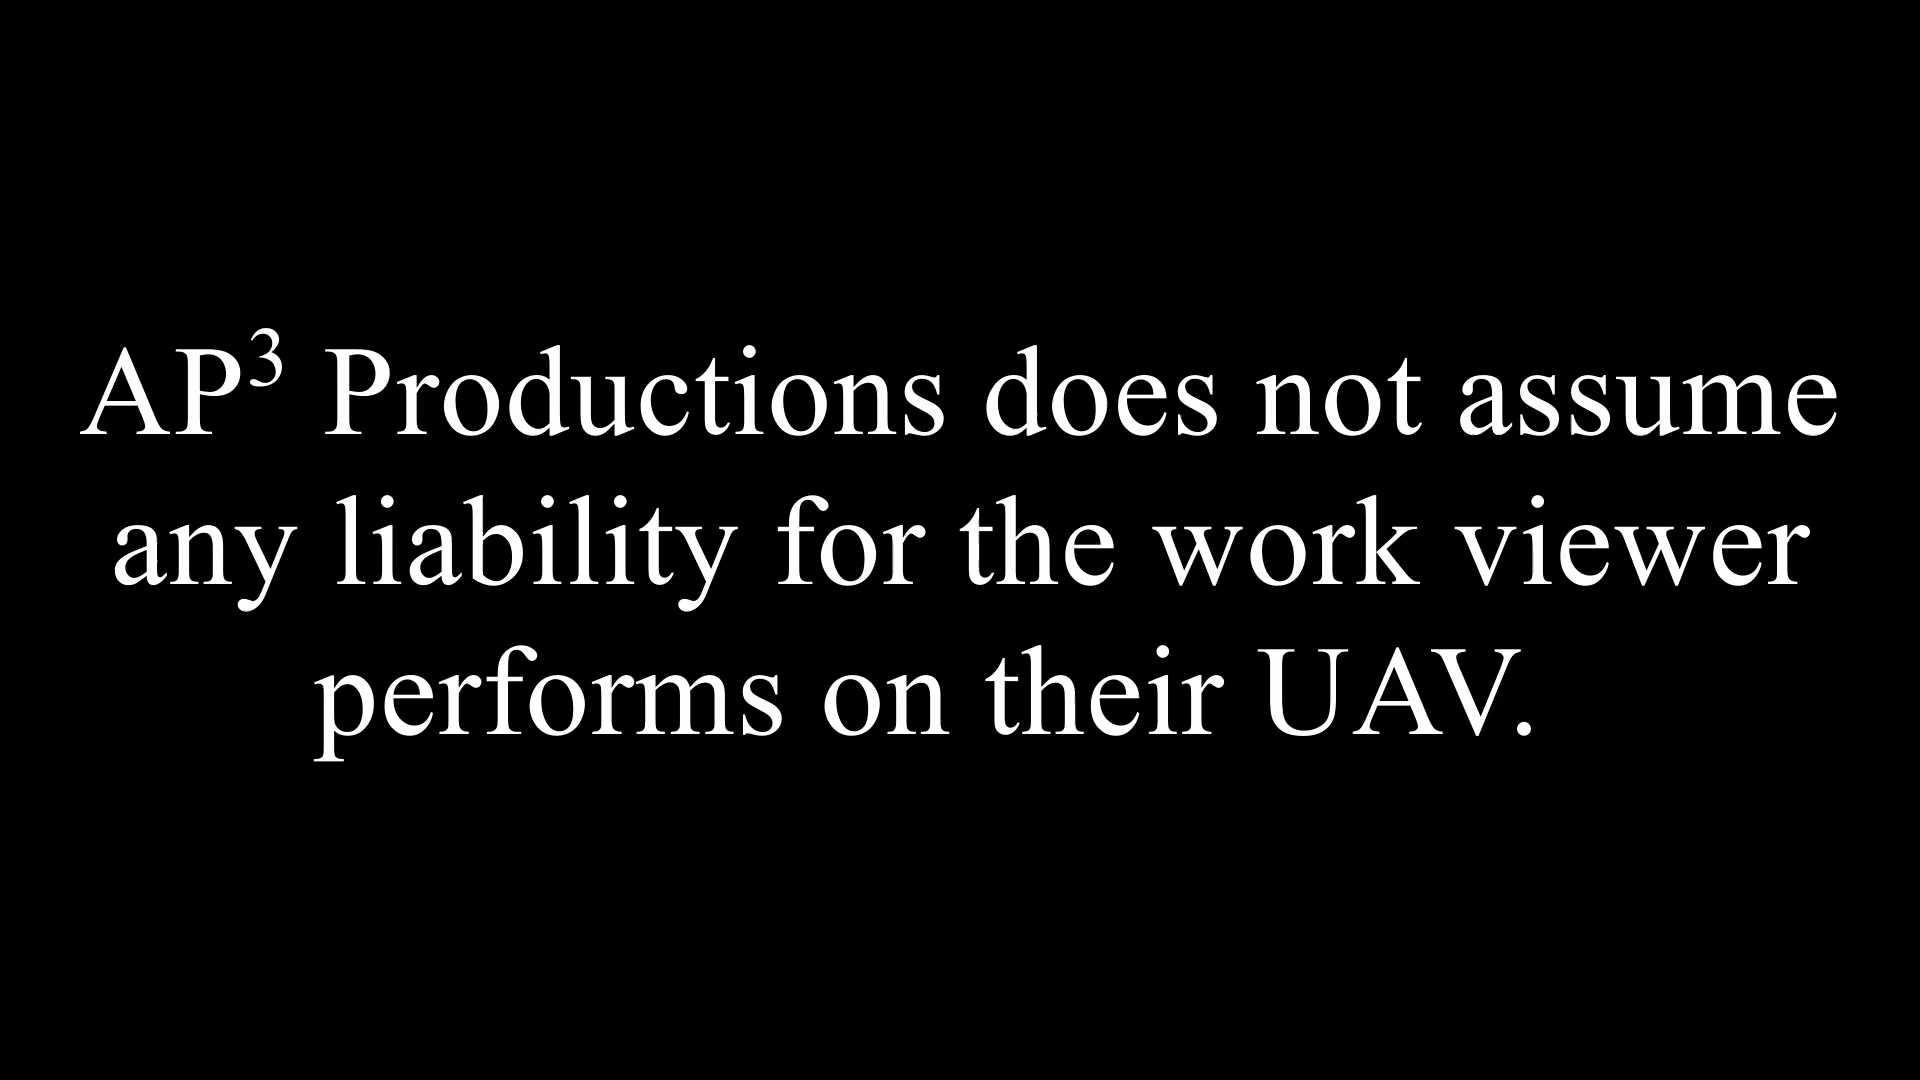 AP³ Productions does not assume
any liability for the work viewer
performs on their UAV.